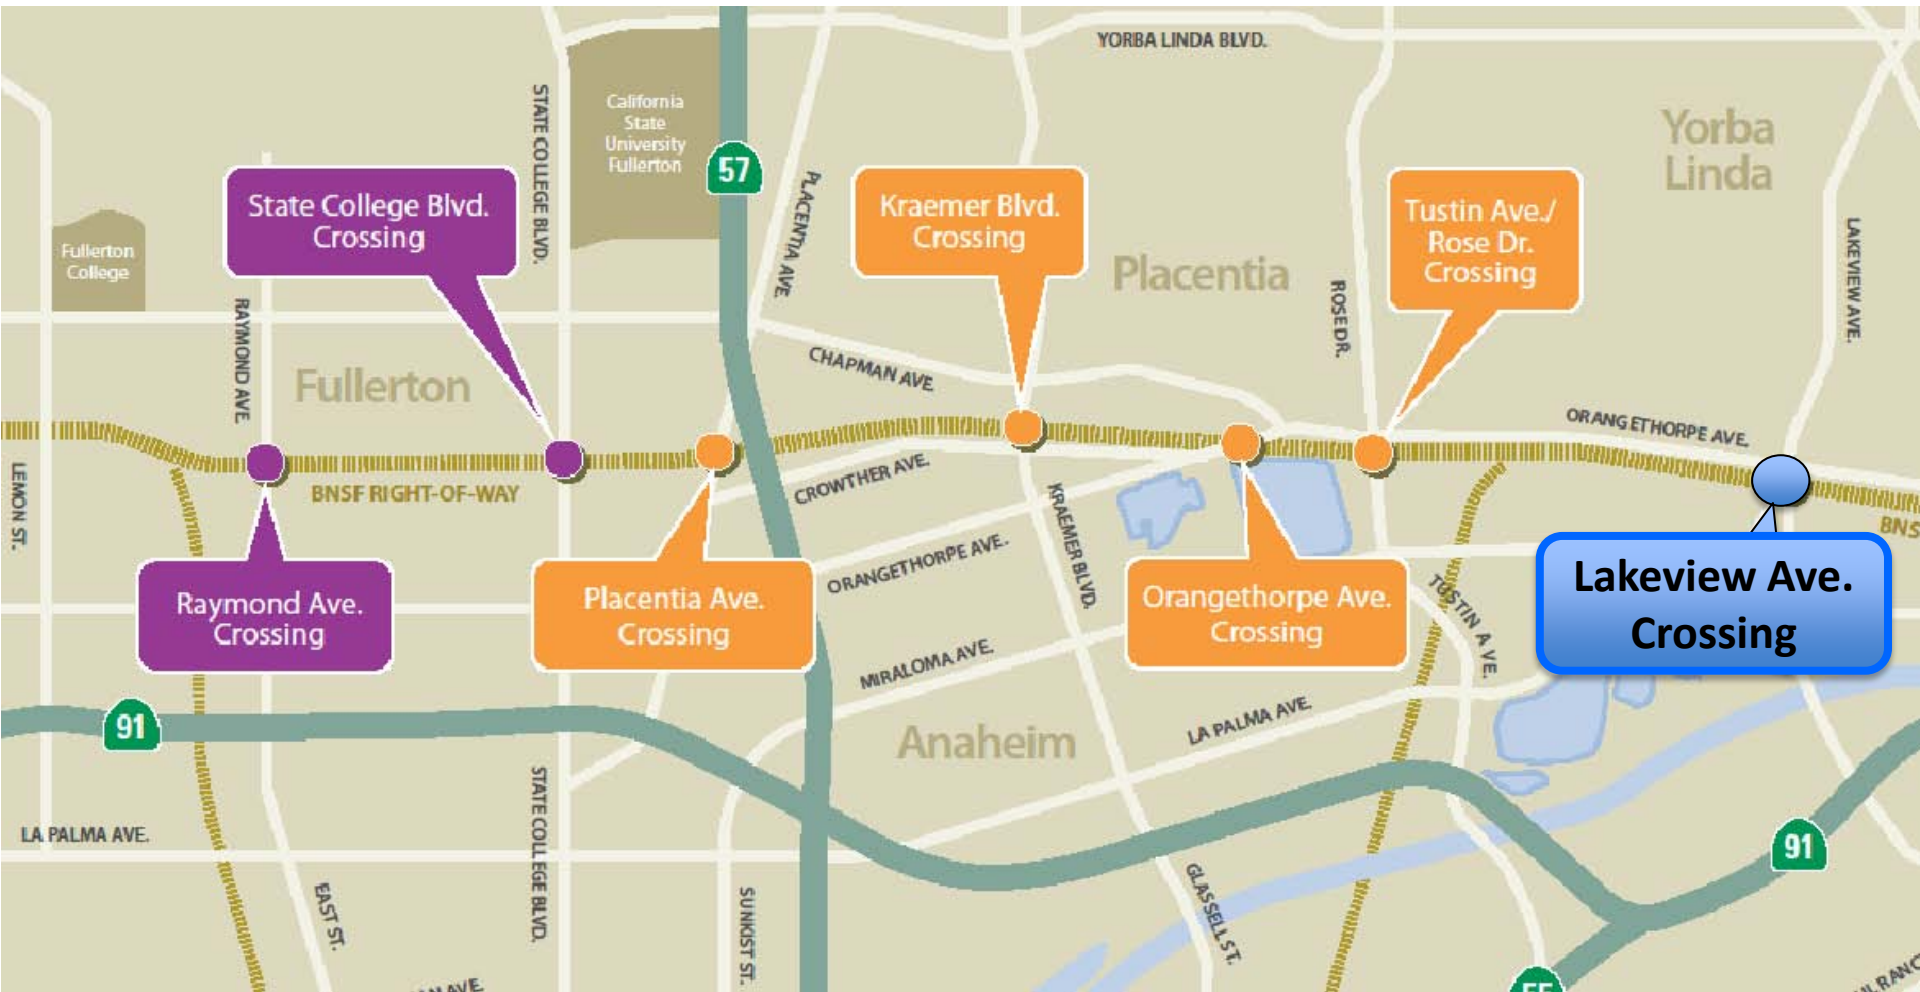 YORBA LINDA BLVD.
STATE COLLEGE BLVD.
California
State
University
Fullerton
57
PLACENTIA AVE.
Yorba
Linda
State College Blvd.
Crossing
Kraemer Blvd.
Crossing
Tustin Ave./
Rose Dr.
Crossing
Fullerton
College
Placentia
LAKEVIEW AVE.
RAYMOND AVE.
ROSE DR.
Fullerton
CHAPMAN AVE.
ORANGETHORPE AVE.
LEMON ST.
BNSF RIGHT-OF-WAY
CROWTHER AVE.
KRAEMER BLVD.
BNS
ORANGETHORPE AVE.
Raymond Ave.
Crossing
Placentia Ave.
Crossing
Orangethorpe Ave.
Crossing
TUSTIN AVE.
Lakeview Ave.
Crossing
MIRALOMA AVE.
91
Anaheim
LA PALMA AVE.
STATE COLLEGE BLVD.
LA PALMA AVE.
91
EAST ST.
SUNKIST ST.
GLASSELL ST.
55
AVE.